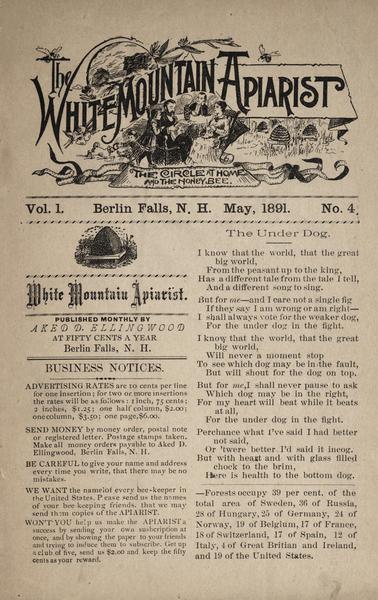 The
WHITE MOUNTAIN APIARIST
THE CIRCLE AT HOME
AND THE HONEY BEE.
Vol. 1. Berlin Falls, N. H. May, 1891. No. 4.
White Mountain Apiarist.
PUBLISHED MONTHLY BY
AKED D. ELLINGWOOD
AT FIFTY CENTS A YEAR
Berlin Falls, N. H.
BUSINESS NOTICES.
ADVERTISING RATES are 10 cents per line
for one insertion; for two or more insertions
the rates will be as follows: 1 inch, 75 cents;
2 inches, $1.25; one half column, $2.00;
one column, $3.50; one page, $6.00.
SEND MONEY by money order, postal note
or registered letter. Postage stamps taken.
Make all money orders payable to Aked D.
Ellingwood, Berlin Falls, N. H.
BE CAREFUL to give your name and address
every time you write, that there may be no
mistakes.
WE WANT the name of every bee-keeper in
the United States. Please send us the names
of your bee-keeping friends, that we may
send them copies of the APIARIST.
WON'T YOU help us make the APIARIST a
success by sending your own subscription at
once, and by showing the paper to your friends
and trying to induce them to subscribe. Get up
a club of five, send us $2.00 and keep the fifty
cents as your reward.
The Under Dog.
I know that the world, that the great
big world,
From the peasant up to the king,
Has a different tale from the tale I tell,
And a different song to sing.
But for me—and I care not a single fig
If they say I am wrong or am right—
I shall always vote for the weaker dog,
For the under dog in the fight.
I know that the world, that the great
big world,
Will never a moment stop
To see which dog may be in the fault,
But will shout for the dog on top.
But for me, I shall never pause to ask
Which dog may be in the right,
For my heart will beat while it beats
at all,
For the under dog in the fight.
Perchance what I've said I had better
not said,
Or 'twere better I'd said it incog.
But with heart and with glass filled
chock to the brim,
Here is health to the bottom dog.
—Forests occupy 39 per cent. of the
total area of Sweden, 36 of Russia,
28 of Hungary, 25 of Germany, 24 of
Norway, 19 of Belgium, 17 of France,
18 of Switzerland, 17 of Spain, 12 of
Italy, 4 of Great Britian and Ireland,
and 19 of the United States.